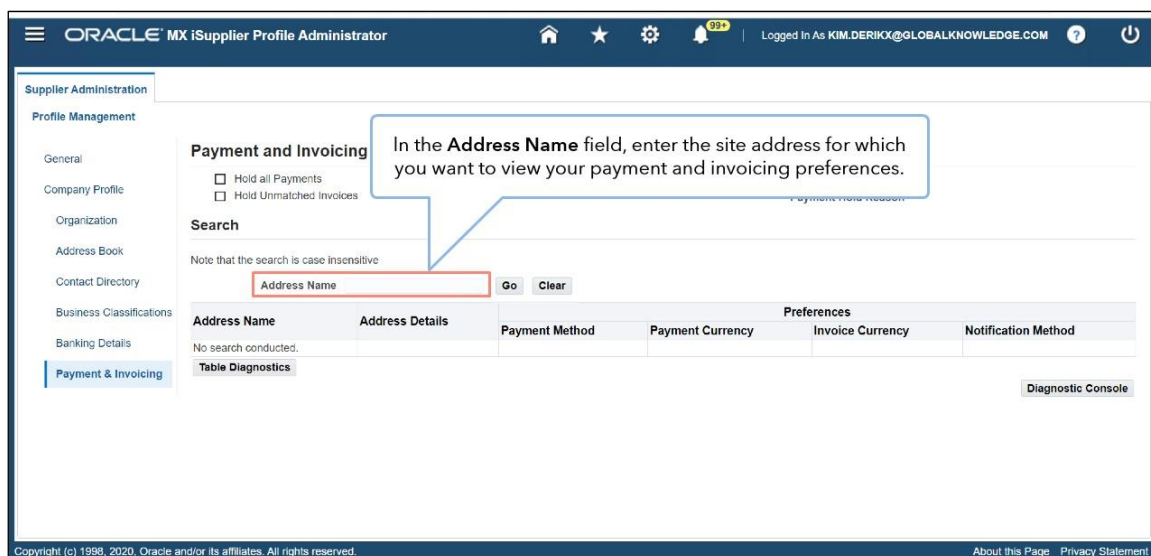 ORACLE MX iSupplier Profile Administrator
99+
Logged In As KIM.DERIKX@GLOBALKNOWLEDGE.COM
?
Supplier Administration
Profile Management
General
Company Profile
Organization
Address Book
Contact Directory
Business Classifications
Banking Details
Payment & Invoicing
Payment and Invoicing
In the Address Name field, enter the site address for which
you want to view your payment and invoicing preferences.
Hold all Payments
Hold Unmatched Invoices
Payment Hold Reason
Search
Note that the search is case insensitive
Address Name
Go Clear
Address Name Address Details Preferences
Payment Method Payment Currency Invoice Currency Notification Method
No search conducted.
Table Diagnostics
Diagnostic Console
Copyright (c) 1998, 2020, Oracle and/or its affiliates. All rights reserved.
About this Page Privacy Statement